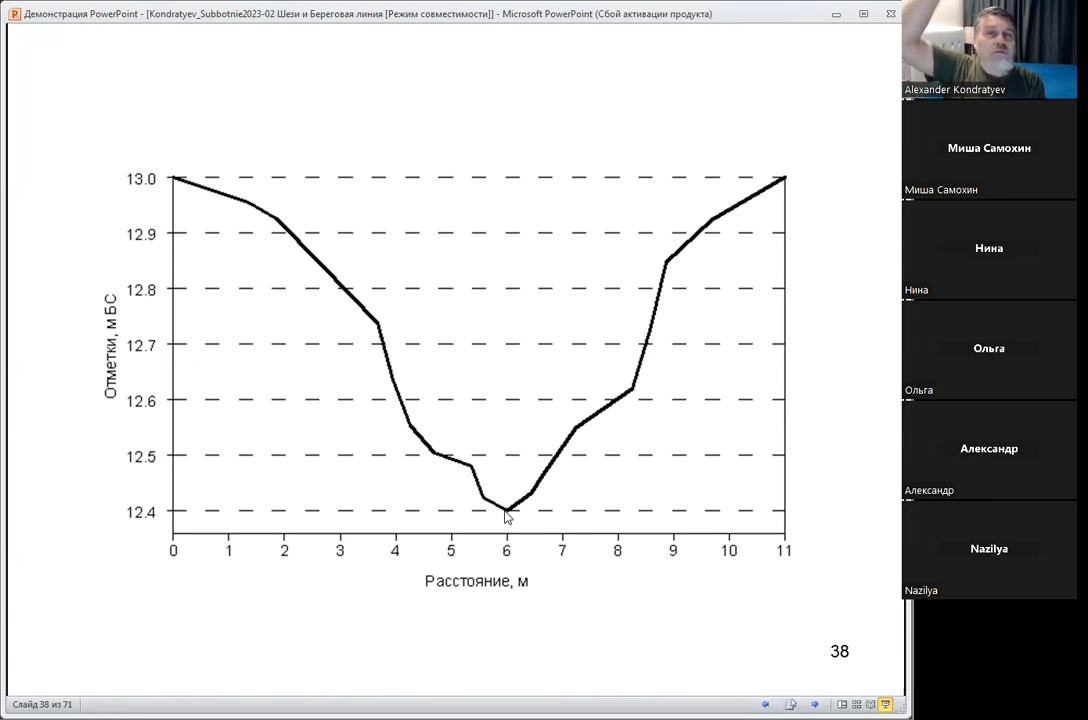 Демонстрация PowerPoint - [Kondratyev_Subbotnie2023-02 Шези и Береговая линия [Режим совместимости]] - Microsoft PowerPoint (Сбой активации продукта)
13.0
12.9
12.8
12.7
12.6
12.5
12.4
Отметки, м БС
0 1 2 3 4 5 6 7 8 9 10 11
Расстояние, м
38
Слайд 38 из 71
Alexander Kondratyev
Миша Самохин
Миша Самохин
Нина
Нина
Ольга
Ольга
Александр
Александр
Nazilya
Nazilya